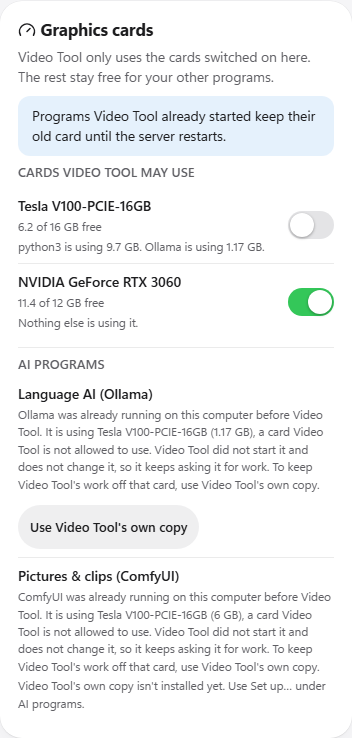 Graphics cards
Video Tool only uses the cards switched on here.
The rest stay free for your other programs.
Programs Video Tool already started keep their
old card until the server restarts.
CARDS VIDEO TOOL MAY USE
Tesla V100-PCIE-16GB
6.2 of 16 GB free
python3 is using 9.7 GB. Ollama is using 1.17 GB.
NVIDIA GeForce RTX 3060
11.4 of 12 GB free
Nothing else is using it.
AI PROGRAMS
Language AI (Ollama)
Ollama was already running on this computer before Video
Tool. It is using Tesla V100-PCIE-16GB (1.17 GB), a card Video
Tool is not allowed to use. Video Tool did not start it and
does not change it, so it keeps asking it for work. To keep
Video Tool's work off that card, use Video Tool's own copy.
Use Video Tool's own copy
Pictures & clips (ComfyUI)
ComfyUI was already running on this computer before Video
Tool. It is using Tesla V100-PCIE-16GB (6 GB), a card Video
Tool is not allowed to use. Video Tool did not start it and
does not change it, so it keeps asking it for work. To keep
Video Tool's work off that card, use Video Tool's own copy.
Video Tool's own copy isn't installed yet. Use Set up... under
AI programs.